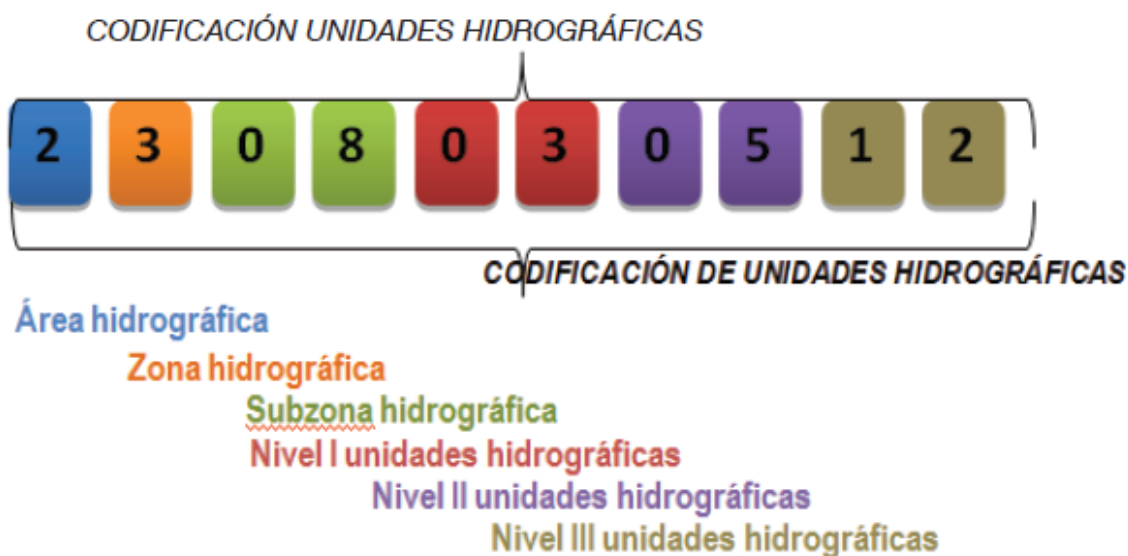 CODIFICACIÓN UNIDADES HIDROGRÁFICAS
2 3 0 8 0 3 0 5 1 2
CODIFICACIÓN DE UNIDADES HIDROGRÁFICAS
Área hidrográfica
Zona hidrográfica
Subzona hidrográfica
Nivel I unidades hidrográficas
Nivel II unidades hidrográficas
Nivel III unidades hidrográficas